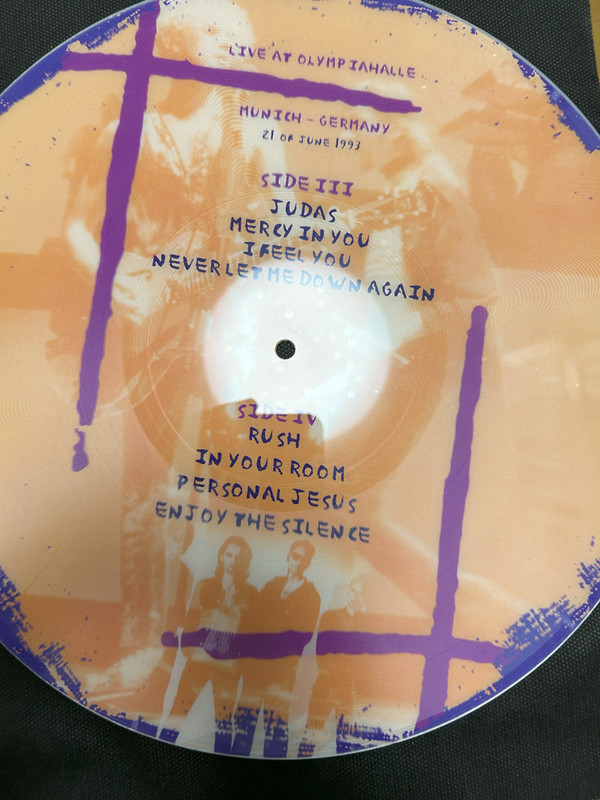 LIVE AT OLYMPIAHALLE
MUNICH - GERMANY
21 OF JUNE 1993
SIDE III
JUDAS
MERCY IN YOU
I FEEL YOU
NEVER LET ME DOWN AGAIN
SIDE IV
RUSH
IN YOUR ROOM
PERSONAL JESUS
ENJOY THE SILENCE